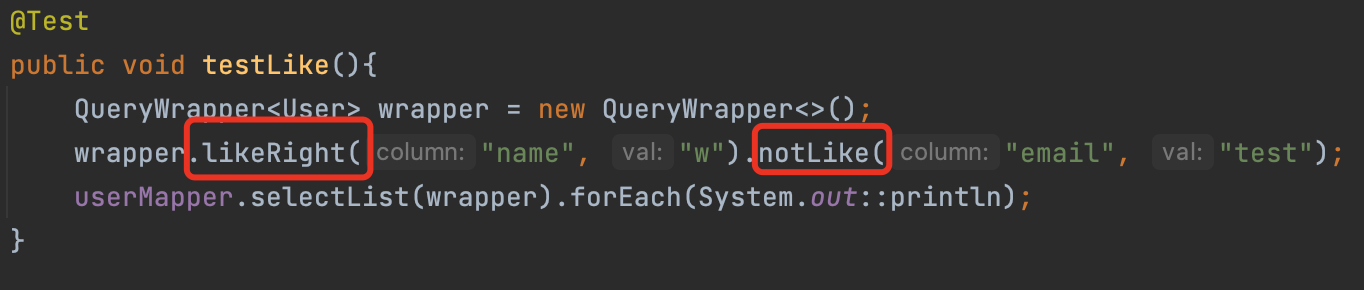 @Test
public void testLike(){
QueryWrapper<User> wrapper = new QueryWrapper<>();
wrapper.likeRight( column: "name", val: "w").notLike( column: "email", val: "test");
userMapper.selectList(wrapper).forEach(System.out::println);
}